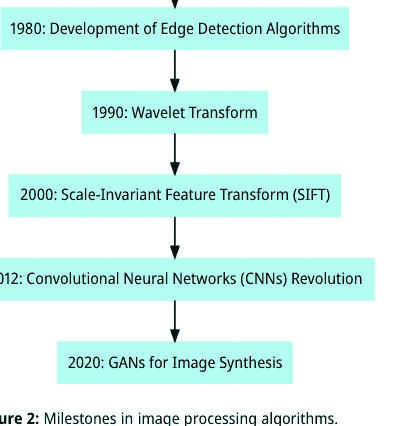 1980: Development of Edge Detection Algorithms
1990: Wavelet Transform
2000: Scale-Invariant Feature Transform (SIFT)
012: Convolutional Neural Networks (CNNs) Revolution
2020: GANs for Image Synthesis
ure 2: Milestones in image processing algorithms.